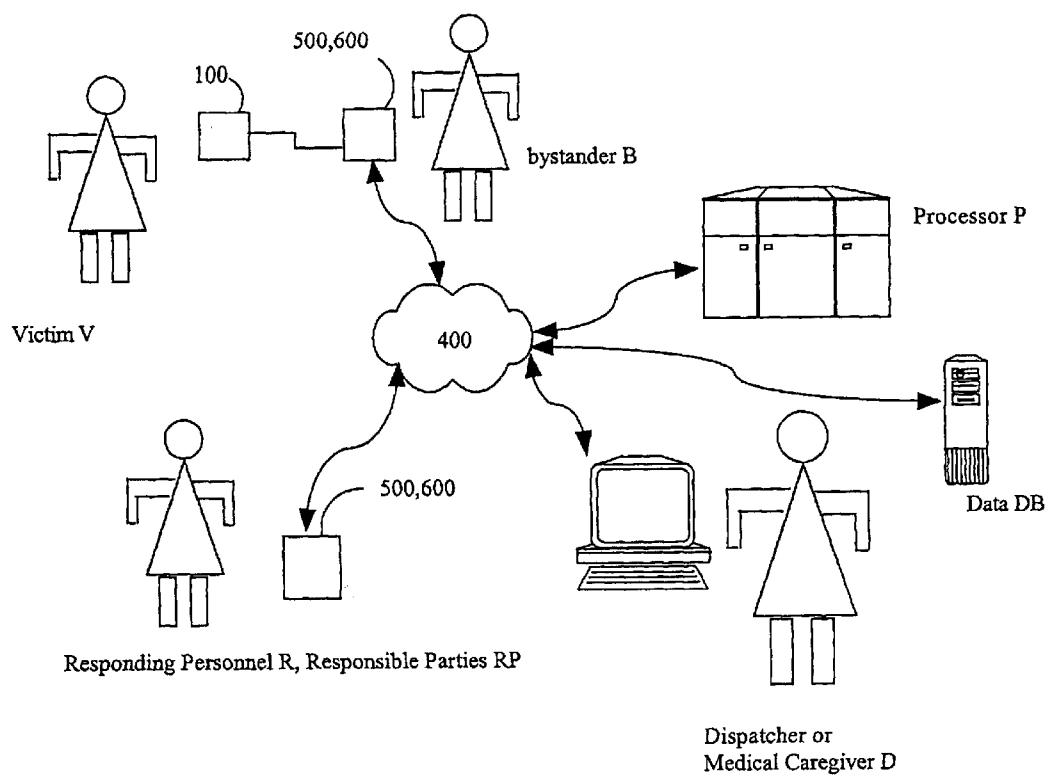 500,600
100
bystander B
Processor P
Victim V
400
500,600
Data DB
Responding Personnel R, Responsible Parties RP
Dispatcher or
Medical Caregiver D